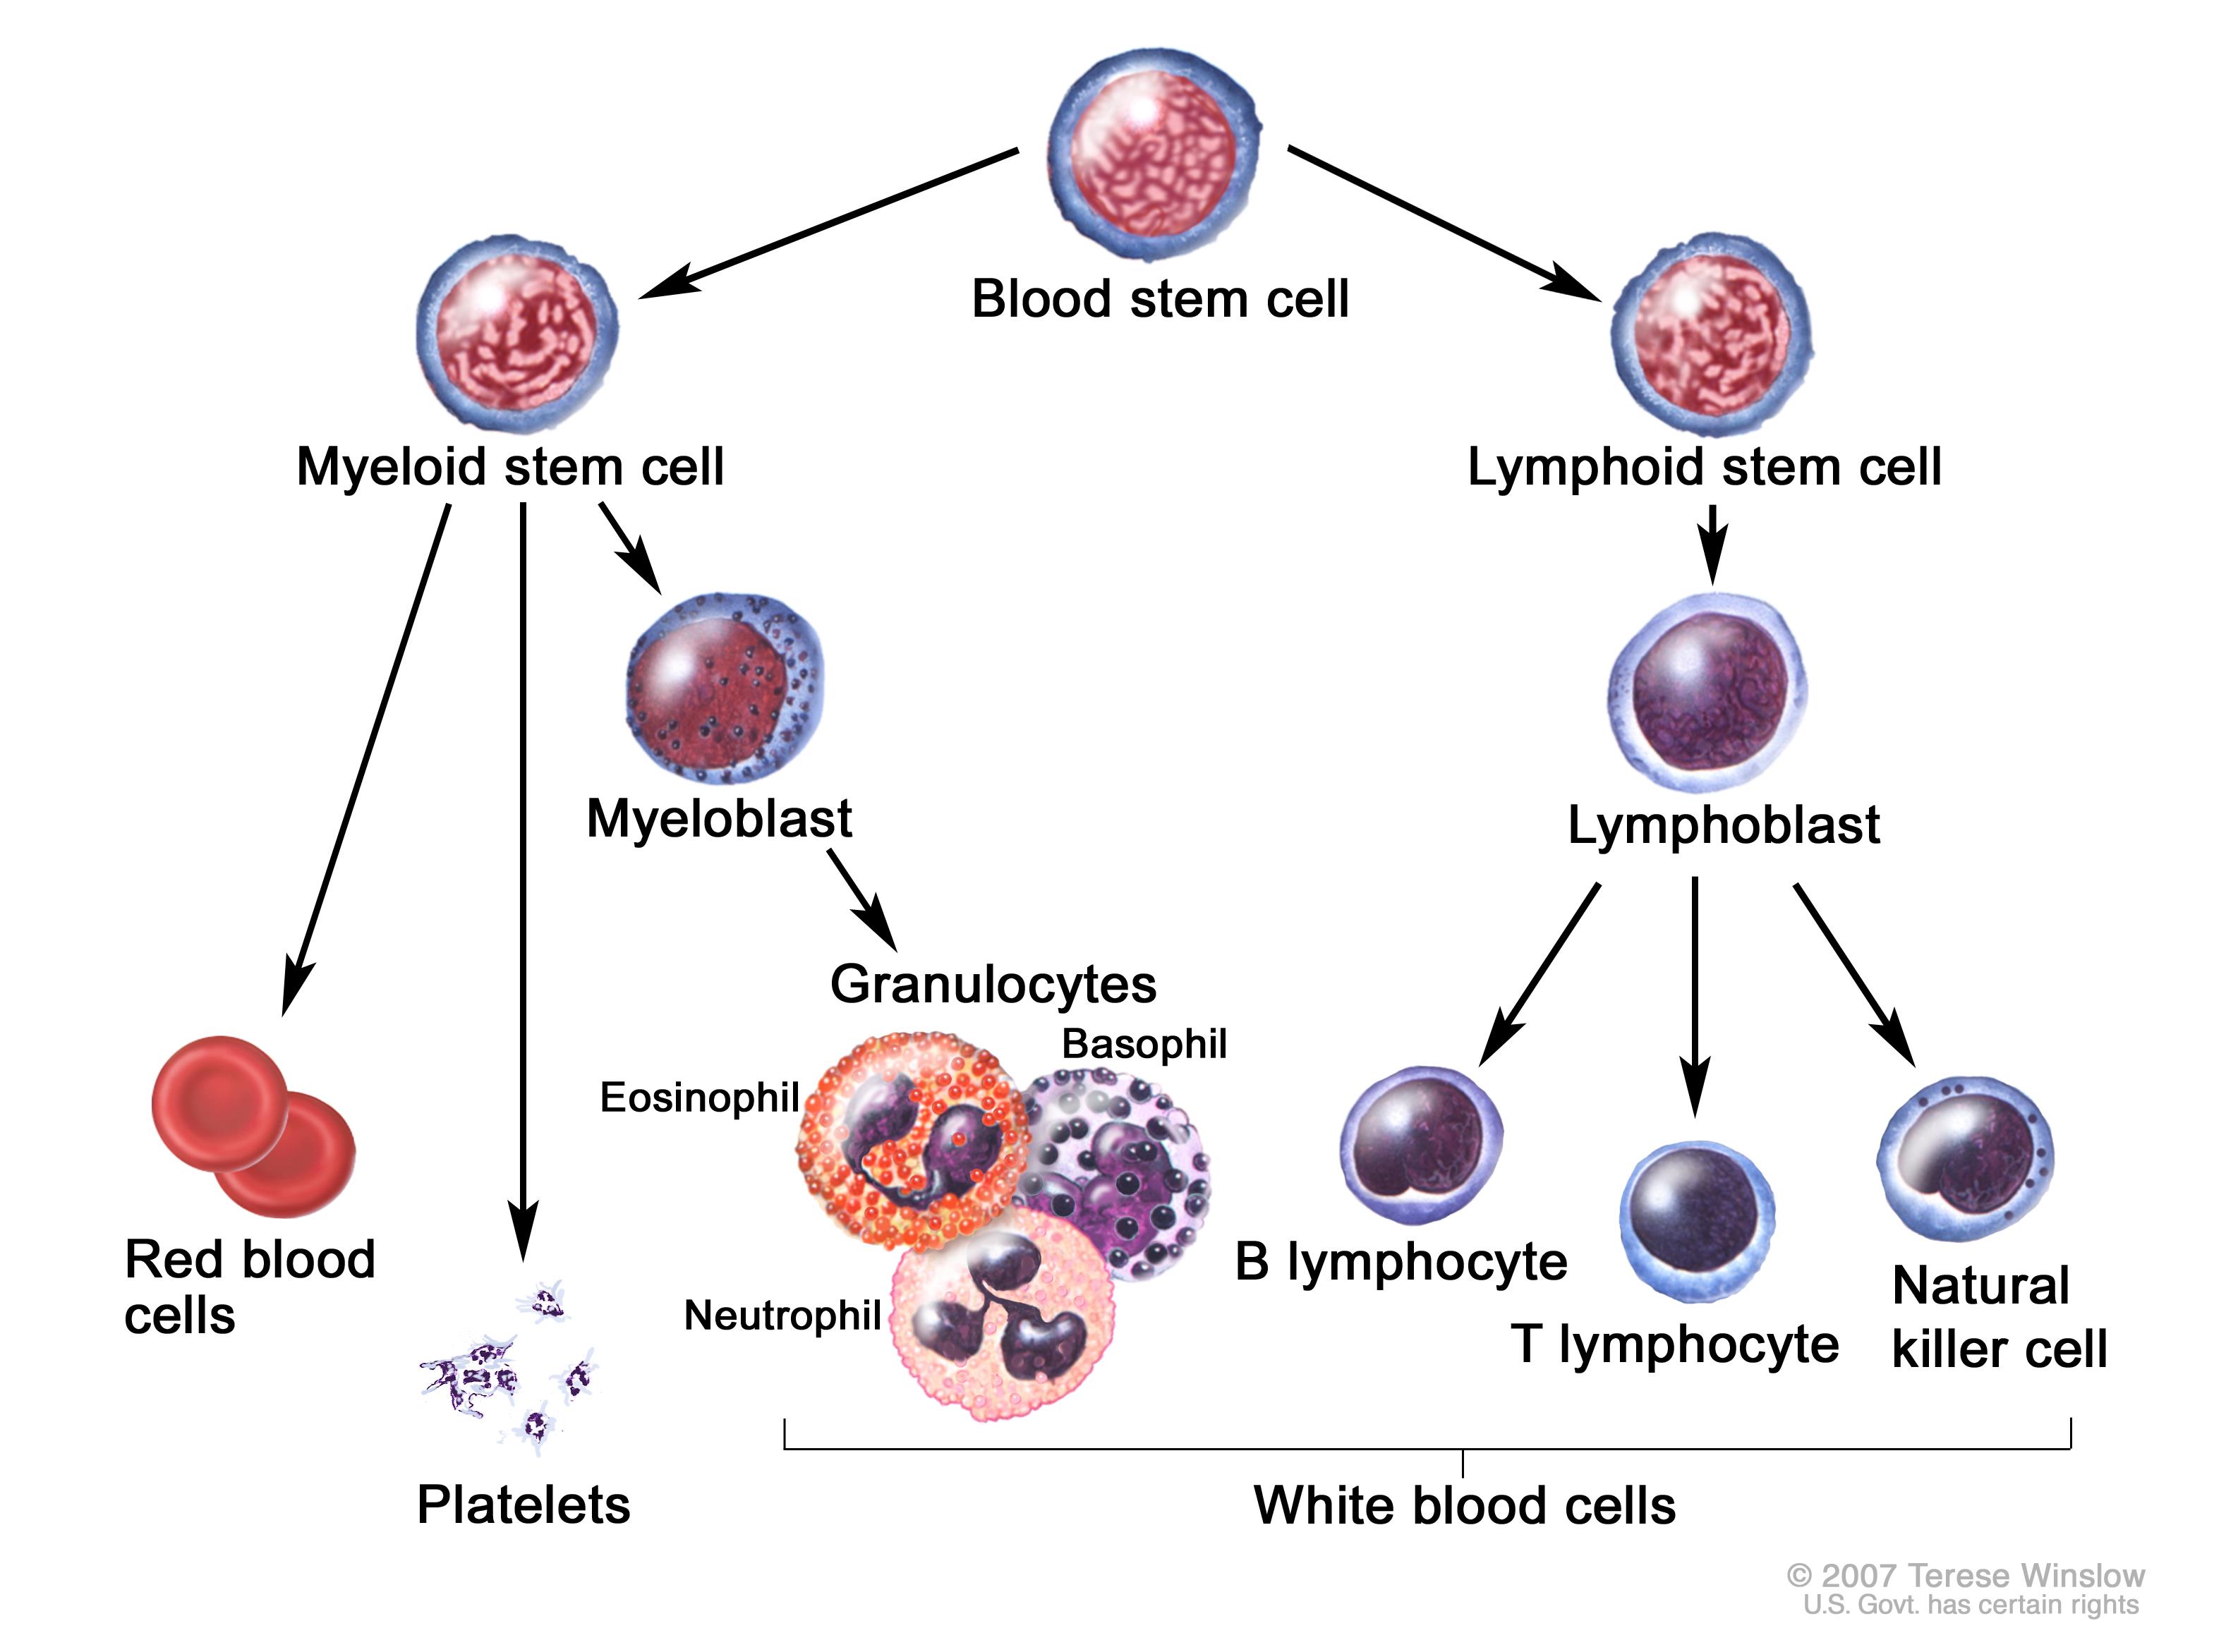 Blood stem cell
Myeloid stem cell
Lymphoid stem cell
Myeloblast
Lymphoblast
Granulocytes
Basophil
Eosinophil
Neutrophil
Red blood
cells
Platelets
B lymphocyte
T lymphocyte
Natural
killer cell
White blood cells
© 2007 Terese Winslow
U.S. Govt. has certain rights